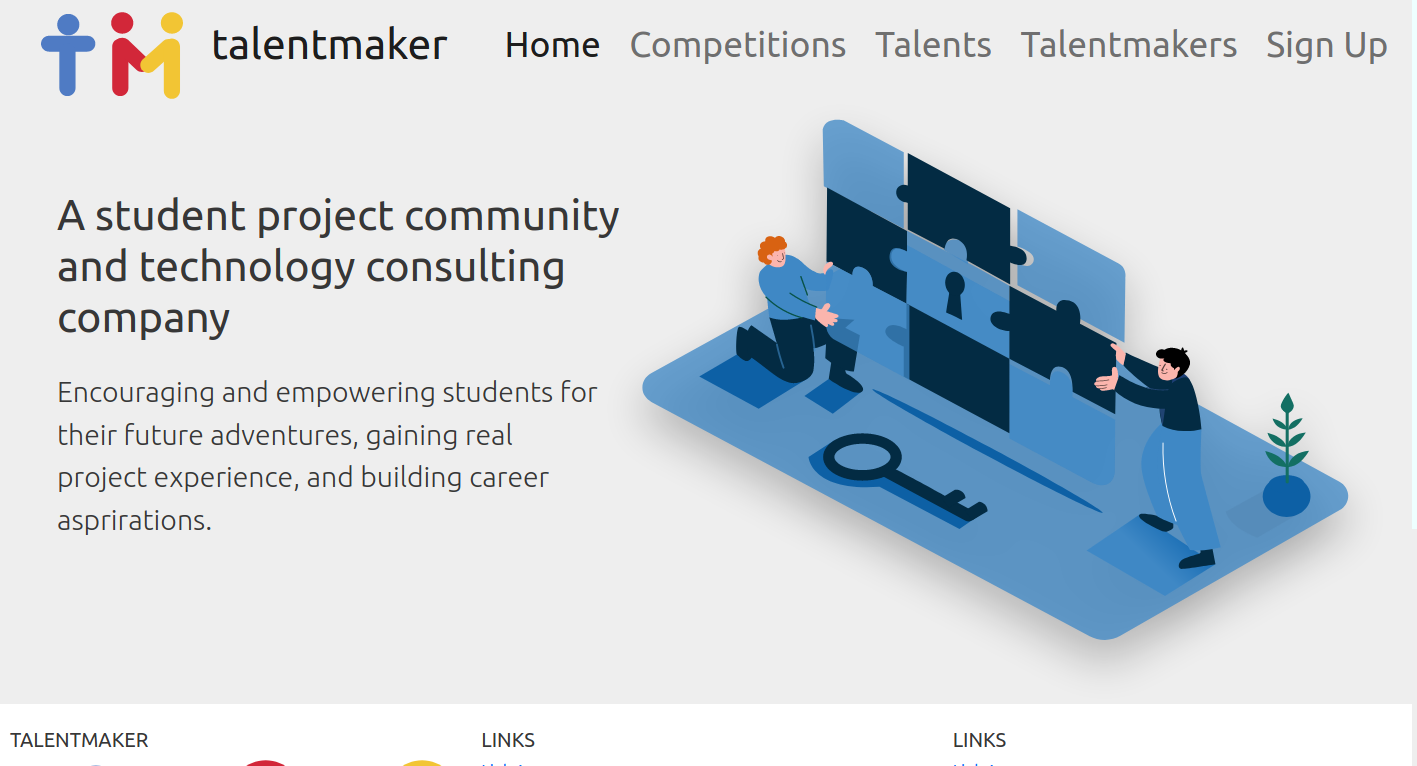 talentmaker Home Competitions Talents Talentmakers Sign Up
A student project community
and technology consulting
company
Encouraging and empowering students for
their future adventures, gaining real
project experience, and building career
asprirations.
TALENTMAKER LINKS LINKS